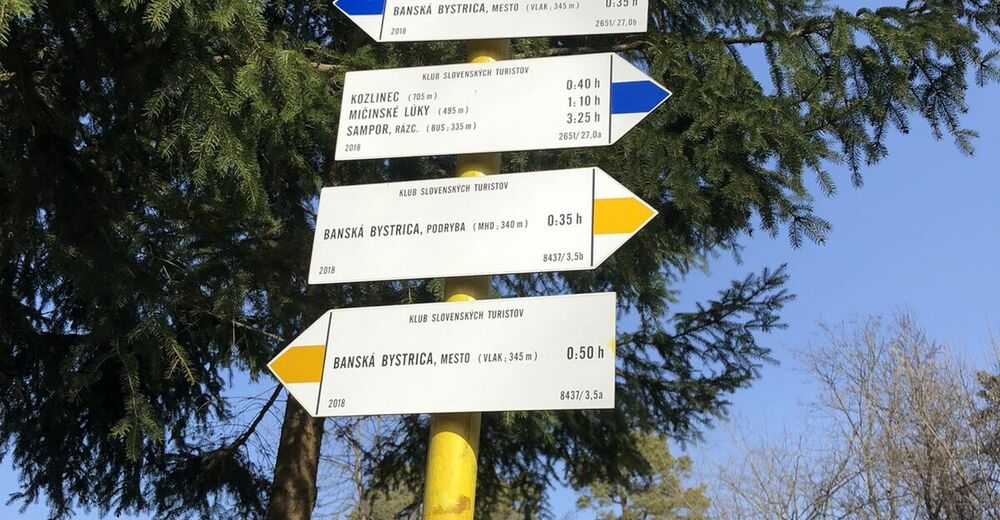 BANSKÁ BYSTRICA, MESTO (VLAK; 345 m) 0:35 h
2018 2651/27,0b
KLUB SLOVENSKÝCH TURISTOV
KOZLINEC (705 m) 0:40 h
MIČINSKÉ LÚKY (495 m) 1:10 h
SAMPOR, RÁZC. (BUS; 335 m) 3:25 h
2018 2651/27,0a
KLUB SLOVENSKÝCH TURISTOV
BANSKÁ BYSTRICA, PODRYBA (MHD; 340 m) 0:35 h
2018 8437/3,5b
KLUB SLOVENSKÝCH TURISTOV
BANSKÁ BYSTRICA, MESTO (VLAK; 345 m) 0:50 h
2018 8437/3,5a